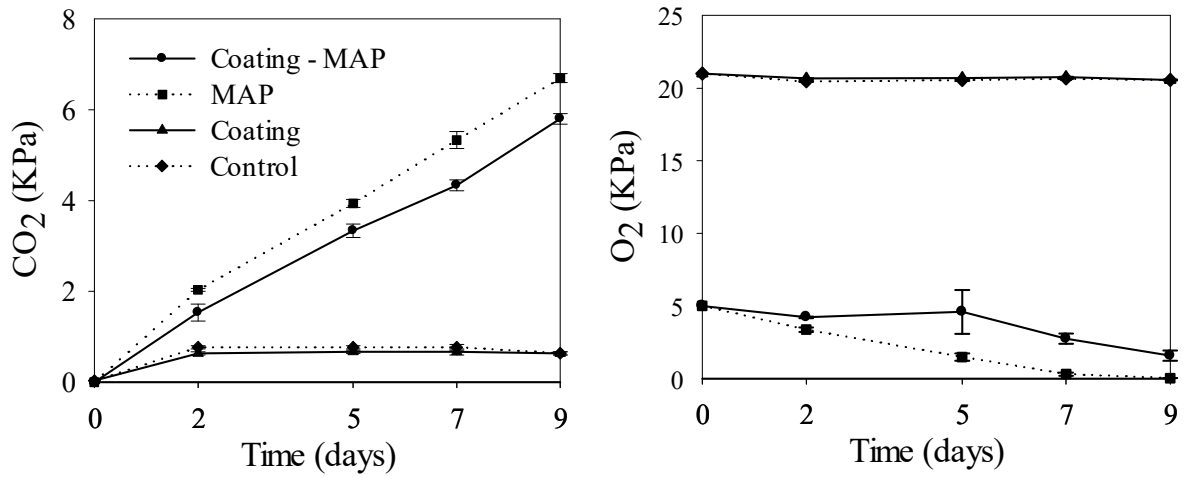 8
6
4
2
0
CO2 (KPa)
Coating - MAP
MAP
Coating
Control
0 2 5 7 9
Time (days)
25
20
15
10
5
0
O2 (KPa)
0 2 5 7 9
Time (days)